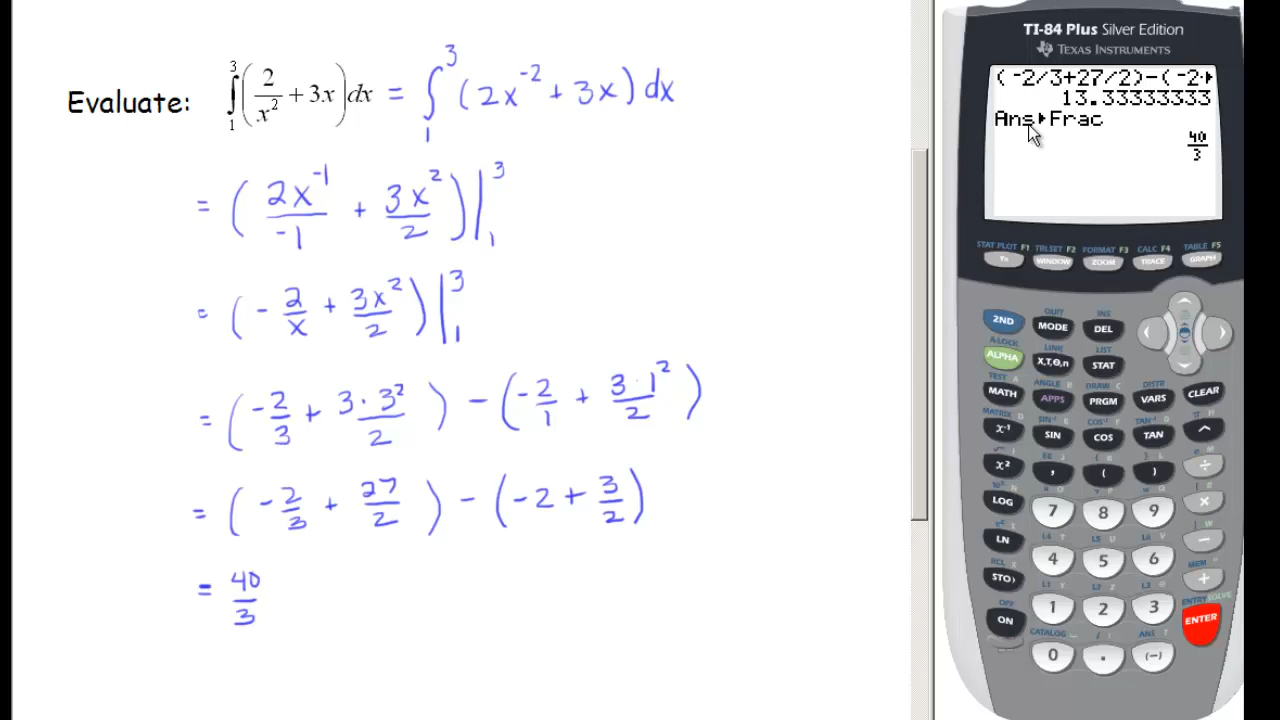 Evaluate: ∫₁³ (2/x² + 3x) dx = ∫₁³ (2x⁻² + 3x) dx
= (2x⁻¹/-1 + 3x²/2) |₁³
= (-2/x + 3x²/2) |₁³
= (-2/3 + 3·3²/2) - (-2/1 + 3·1²/2)
= (-2/3 + 27/2) - (-2 + 3/2)
= 40/3
TI-84 Plus Silver Edition
TEXAS INSTRUMENTS
(-2/3+27/2)-(-2
13.33333333
Ans▸Frac
40/3
STAT PLOT F1 TBLSET F2 FORMAT F3 CALC F4 TABLE F5
Y= WINDOW ZOOM TRACE GRAPH
QUIT INS
2ND MODE DEL
A-LOCK LINK LIST
ALPHA X,T,Θ,n STAT
TEST A ANGLE B DRAW C DISTR
MATH APPS PRGM VARS CLEAR
MATRIX D SIN⁻¹ E COS⁻¹ F TAN⁻¹ G π H
x⁻¹ SIN COS TAN ^
x² , ( ) ÷
LOG 7 8 9 ×
L4 T L5 U L6 V
LN 4 5 6 −
RCL X L1 Y L2 Z L3 θ MEM "
STO▸ 1 2 3 +
OFF CATALOG i : ANS ? ENTRY SOLVE
ON 0 . (−) ENTER